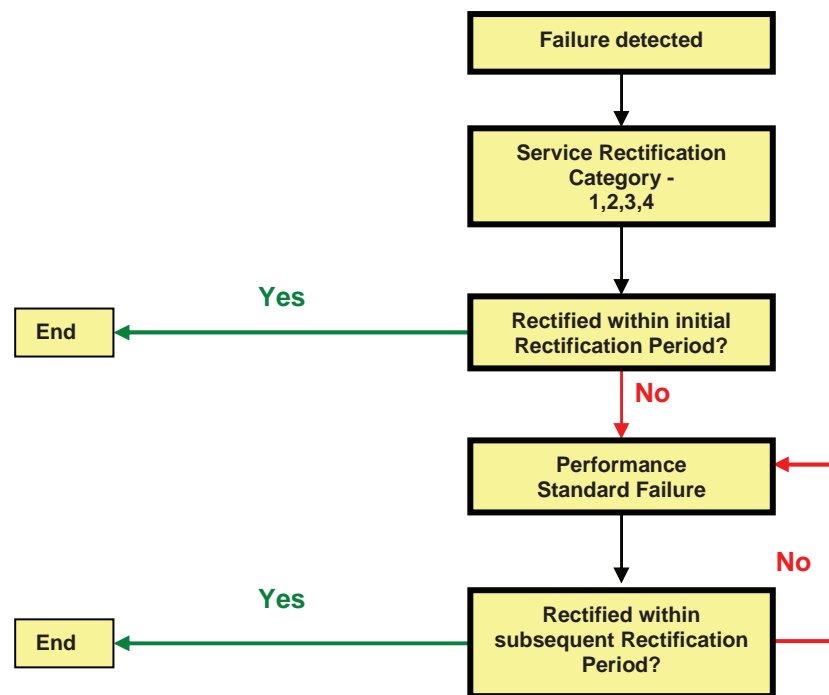 Failure detected
Service Rectification
Category -
1,2,3,4
Yes
End
Rectified within initial
Rectification Period?
No
Performance
Standard Failure
No
Yes
End
Rectified within
subsequent Rectification
Period?